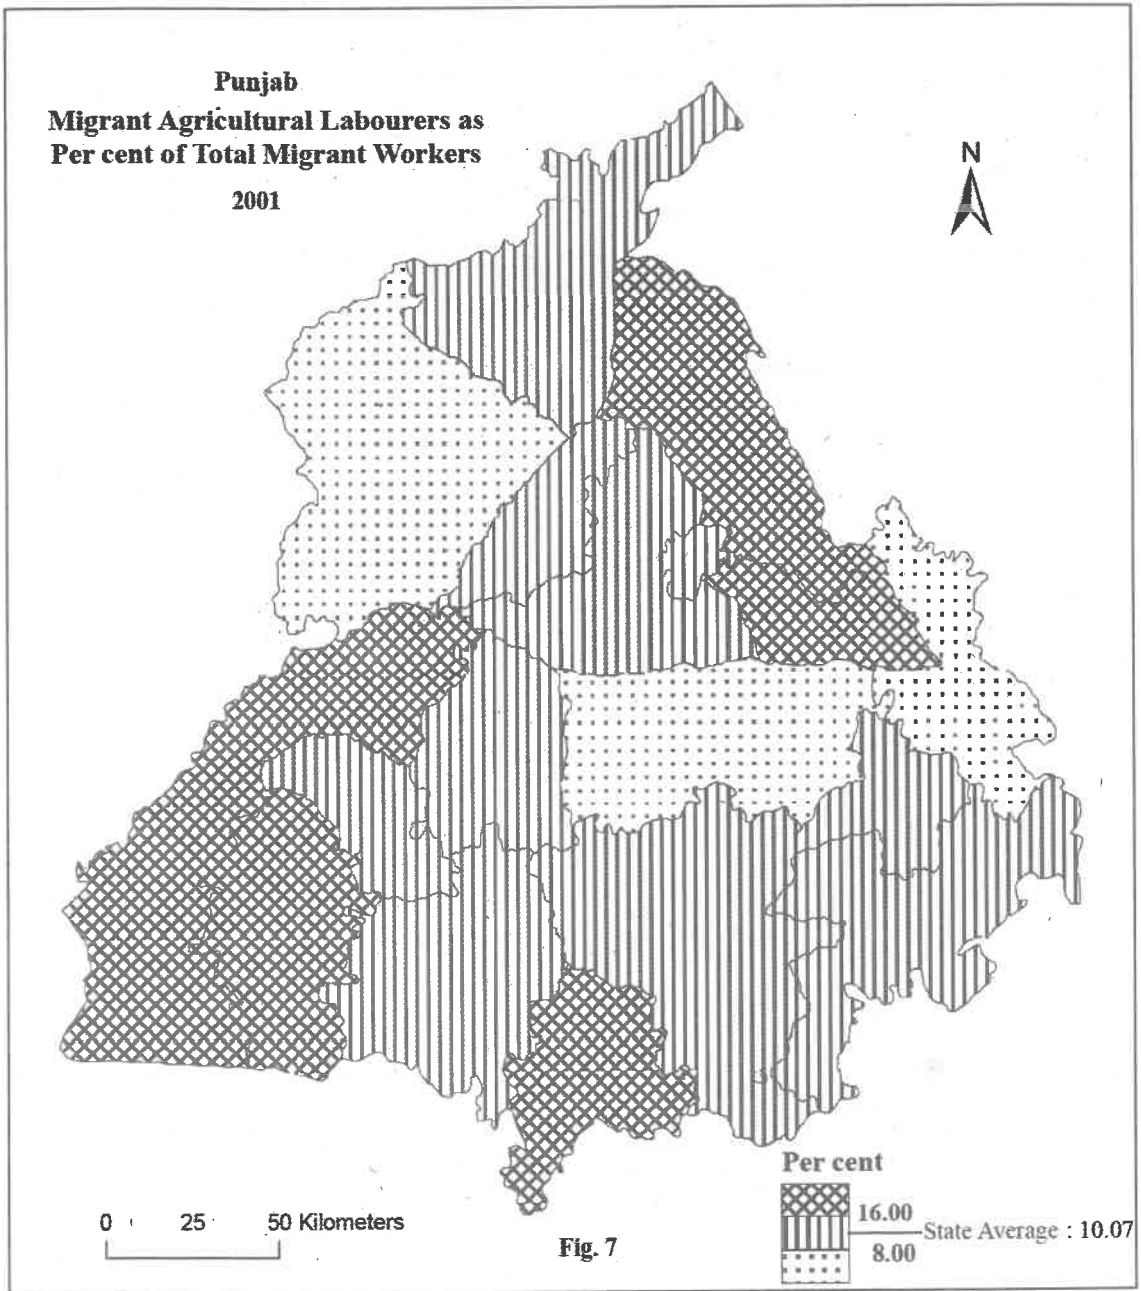 Punjab
Migrant Agricultural Labourers as
Per cent of Total Migrant Workers
2001
N
Per cent
16.00
State Average : 10.07
8.00
0 25 50 Kilometers
Fig. 7